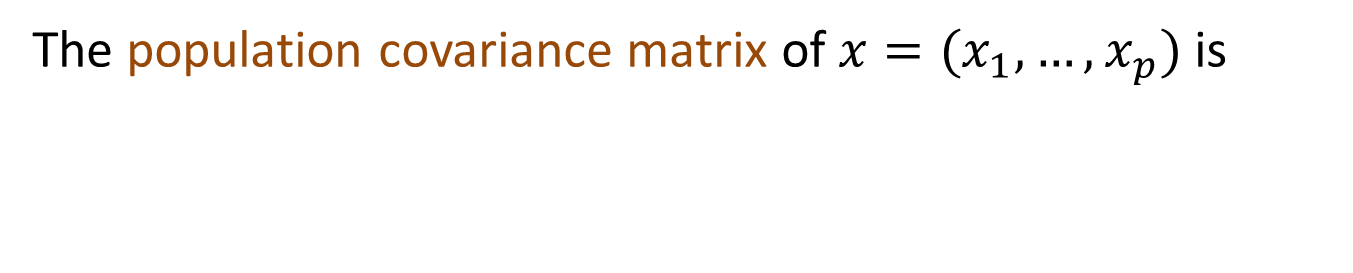 The population covariance matrix of 𝑥 = (𝑥₁, … , 𝑥ₚ) is